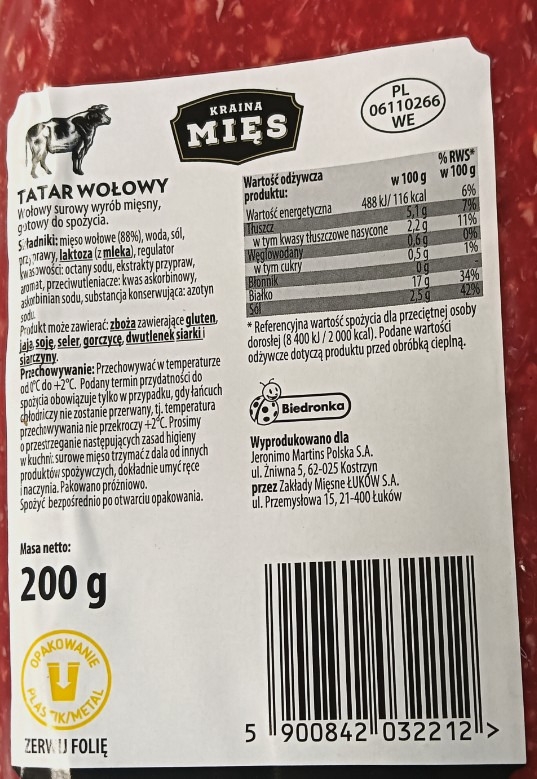 KRAINA
MIĘS
PL
06110266
WE
TATAR WOŁOWY
Wołowy surowy wyrób mięsny,
gotowy do spożycia.
Składniki: mięso wołowe (88%), woda, sól,
przyprawy, laktoza (z mleka), regulator
kwasowości: octany sodu, ekstrakty przypraw,
aromat, przeciwutleniacze: kwas askorbinowy,
askorbinian sodu, substancja konserwująca: azotyn
sodu.
Produkt może zawierać: zboża zawierające gluten,
jaja, soję, seler, gorczycę, dwutlenek siarki i
siarczyny.
Przechowywanie: Przechowywać w temperaturze
od 0°C do +2°C. Podany termin przydatności do
spożycia obowiązuje tylko w przypadku, gdy łańcuch
chłodniczy nie zostanie przerwany, tj. temperatura
przechowywania nie przekroczy +2°C. Prosimy
o przestrzeganie następujących zasad higieny
w kuchni: surowe mięso trzymać z dala od innych
produktów spożywczych, dokładnie umyć ręce
i naczynia. Pakowano próżniowo.
Spożyć bezpośrednio po otwarciu opakowania.
Masa netto:
200 g
OPAKOWANIE
PLASTIK/METAL
ZERWIJ FOLIĘ
Wartość odżywcza produktu: w 100 g % RWS* w 100 g
Wartość energetyczna 488 kJ/ 116 kcal 6%
Tłuszcz 5,1 g 7%
w tym kwasy tłuszczowe nasycone 2,2 g 11%
Węglowodany 0,6 g 0%
w tym cukry 0,5 g 1%
Błonnik 0 g -
Białko 17 g 34%
Sól 2,5 g 42%
* Referencyjna wartość spożycia dla przeciętnej osoby
dorosłej (8 400 kJ / 2 000 kcal). Podane wartości
odżywcze dotyczą produktu przed obróbką cieplną.
Biedronka
Wyprodukowano dla
Jeronimo Martins Polska S.A.
ul. Żniwna 5, 62-025 Kostrzyn
przez Zakłady Mięsne ŁUKÓW S.A.
ul. Przemysłowa 15, 21-400 Łuków
5 900842 032212 >